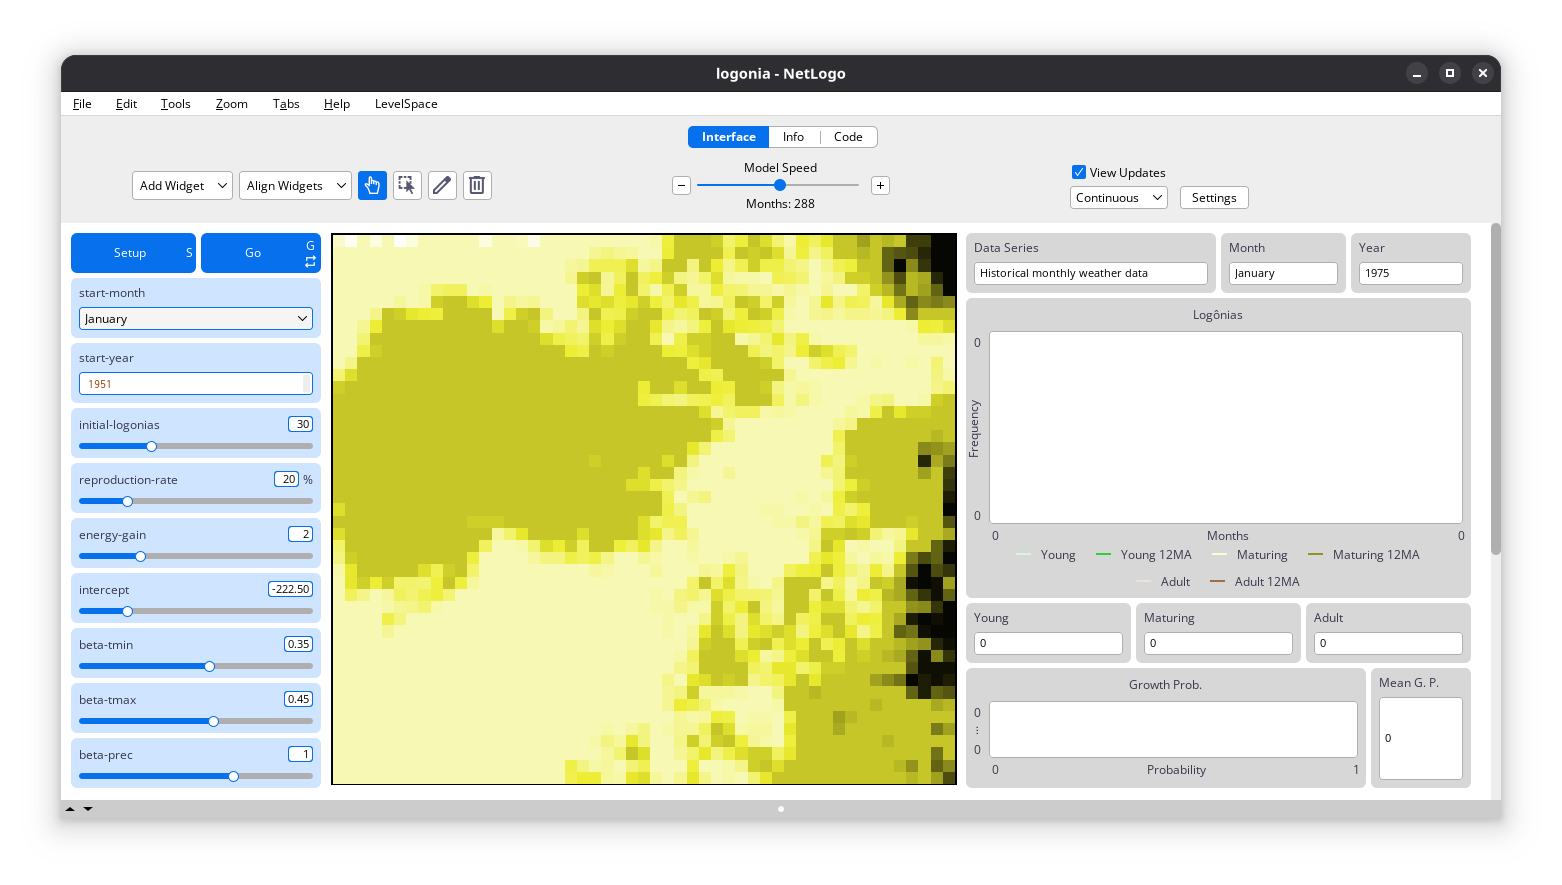 logonia - NetLogo
File Edit Tools Zoom Tabs Help LevelSpace
Interface Info Code
Add Widget Align Widgets
Model Speed
Months: 288
View Updates
Continuous Settings
Setup S Go G
start-month
January
start-year
1951
initial-logonias 30
reproduction-rate 20 %
energy-gain 2
intercept -222.50
beta-tmin 0.35
beta-tmax 0.45
beta-prec 1
Data Series
Historical monthly weather data
Month
January
Year
1975
Logônias
0
Frequency
0
0 Months 0
Young Young 12MA Maturing Maturing 12MA
Adult Adult 12MA
Young
0
Maturing
0
Adult
0
Growth Prob.
0
0
0 Probability 1
Mean G. P.
0